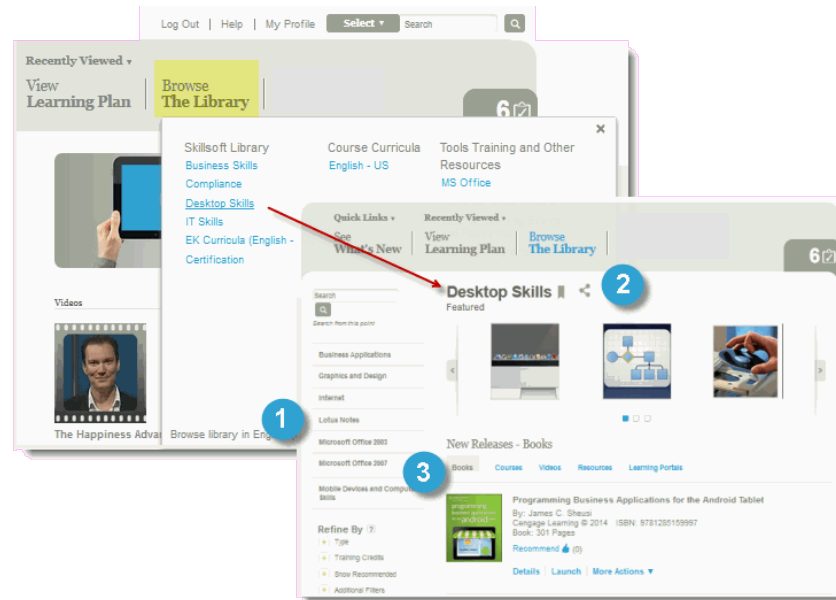 Log Out | Help | My Profile Select ▾ Search
Recently Viewed ▾
View
Learning Plan
Browse
The Library
6
×
Skillsoft Library
Business Skills
Compliance
Desktop Skills
IT Skills
EK Curricula (English -
Certification
Course Curricula
English - US
Tools Training and Other
Resources
MS Office
Videos
The Happiness Adva
Browse library in Eng
Quick Links ▾
Recently Viewed ▾
See
What's New
View
Learning Plan
Browse
The Library
6
Search
Search from this point
Business Applications
Graphics and Design
Internet
Lotus Notes
Microsoft Office 2003
Microsoft Office 2007
Mobile Devices and Compu
Skills
Refine By ?
+ Type
+ Training Credits
+ Show Recommended
+ Additional Filters
1
Desktop Skills
2
Featured
New Releases - Books
3
Books Courses Videos Resources Learning Portals
programming
business applications
android
Programming Business Applications for the Android Tablet
By: James C. Sheusi
Cengage Learning © 2014 ISBN: 9781285159997
Book: 301 Pages
Recommend (0)
Details | Launch | More Actions ▼